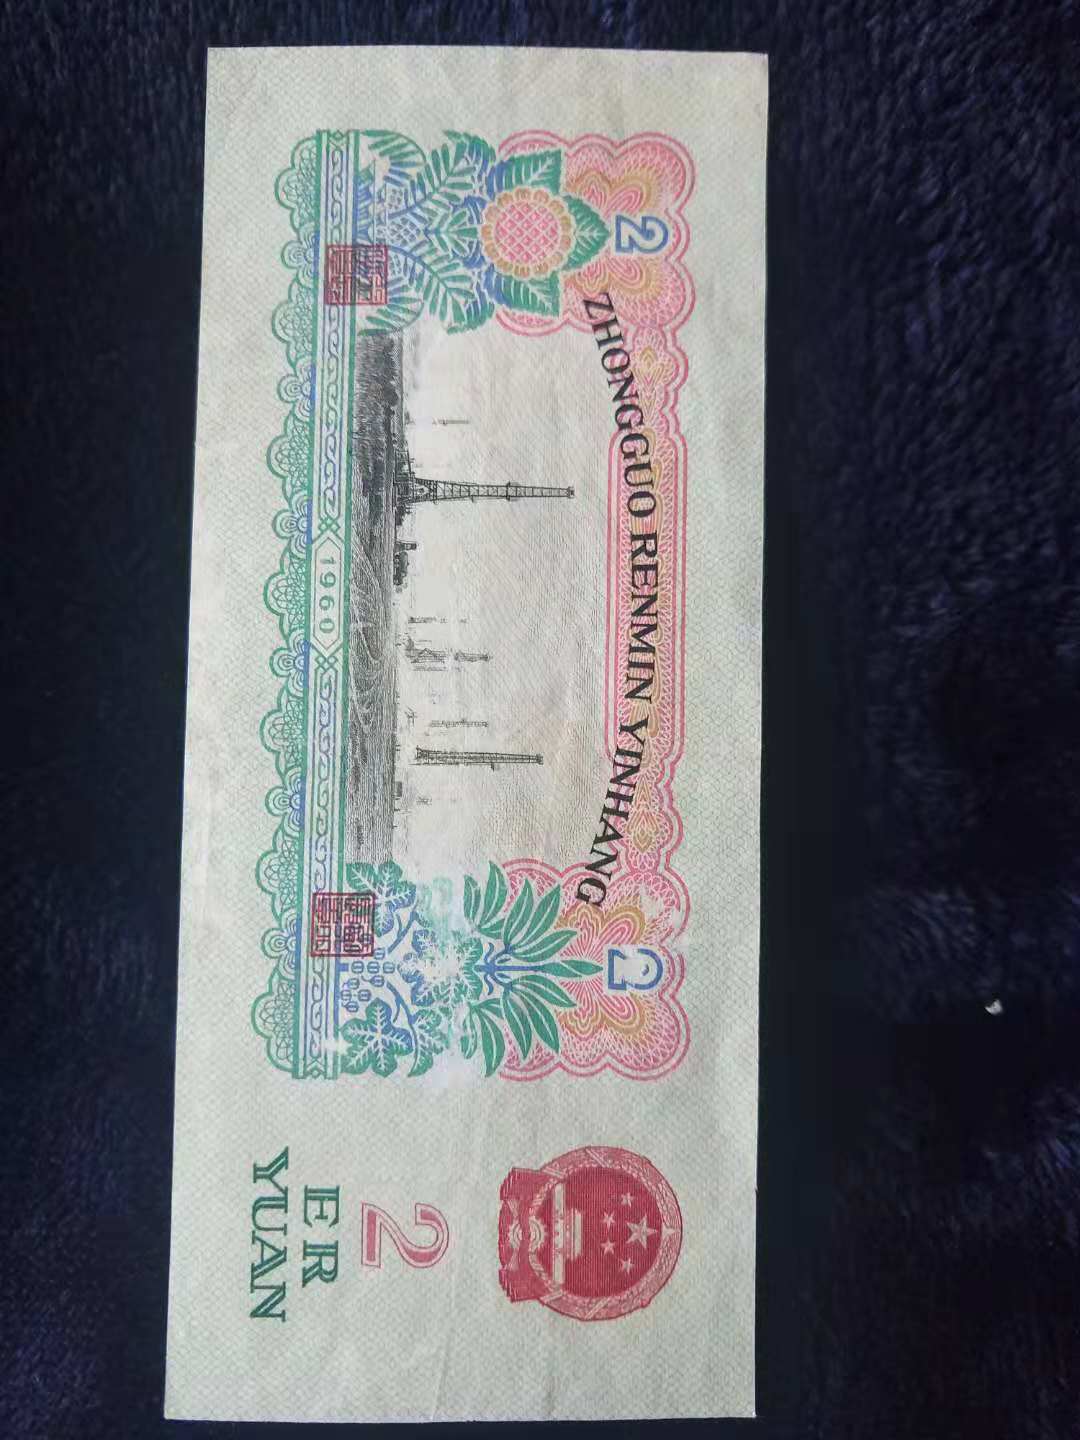 2
ZHONGGUO RENMIN YINHANG
2
1960
2
ER
YUAN